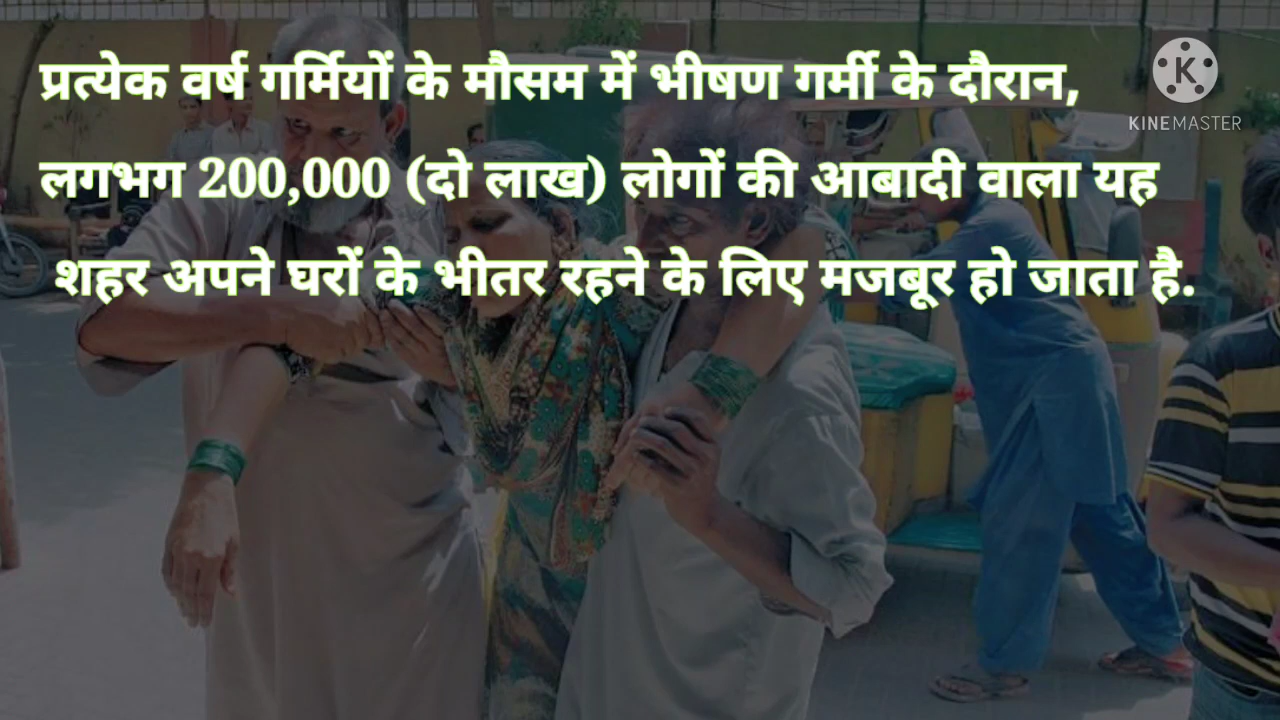 प्रत्येक वर्ष गर्मियों के मौसम में भीषण गर्मी के दौरान,
लगभग 200,000 (दो लाख) लोगों की आबादी वाला यह
शहर अपने घरों के भीतर रहने के लिए मजबूर हो जाता है.
K
KINEMASTER